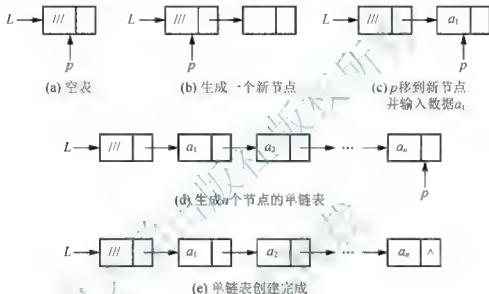 L /// p
L /// p
L /// a₁ p
(a) 空表
(b) 生成一个新节点
(c) p移到新节点
并输入数据a₁
L /// a₁ a₂ ··· aₙ p
(d) 生成n个节点的单链表
L /// a₁ a₂ ··· aₙ ∧
(e) 单链表创建完成